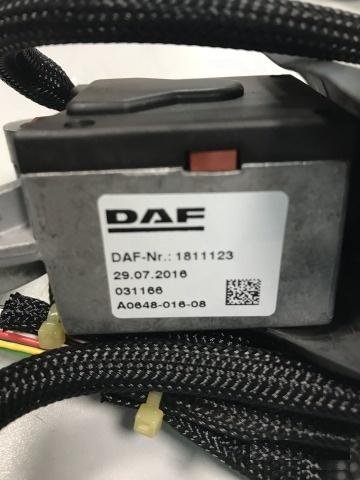 DAF
DAF-Nr.: 1811123
29.07.2016
031166
A0648-016-08